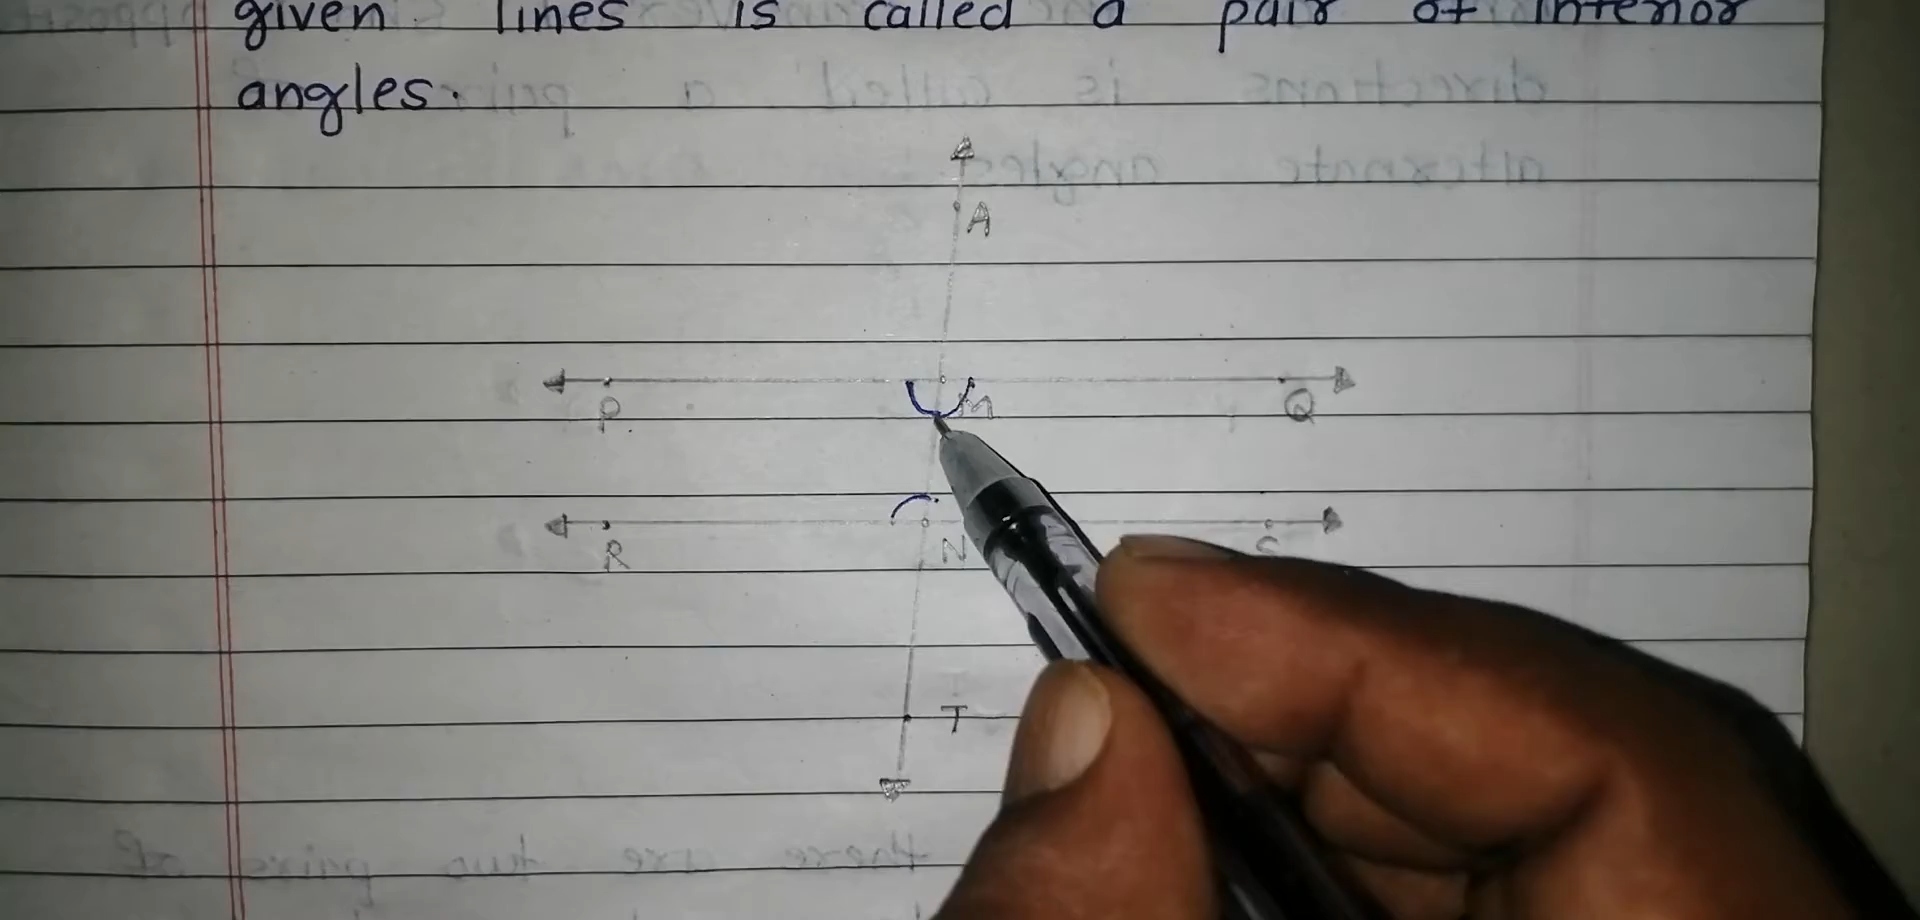 given lines is called a pair of interior
angles.
A
P M Q
R N S
T